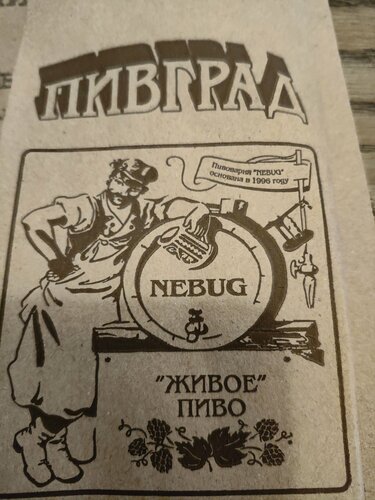 ПИВГРАД
Пивоварня "NEBUG"
основана в 1996 году
NEBUG
"ЖИВОЕ"
ПИВО